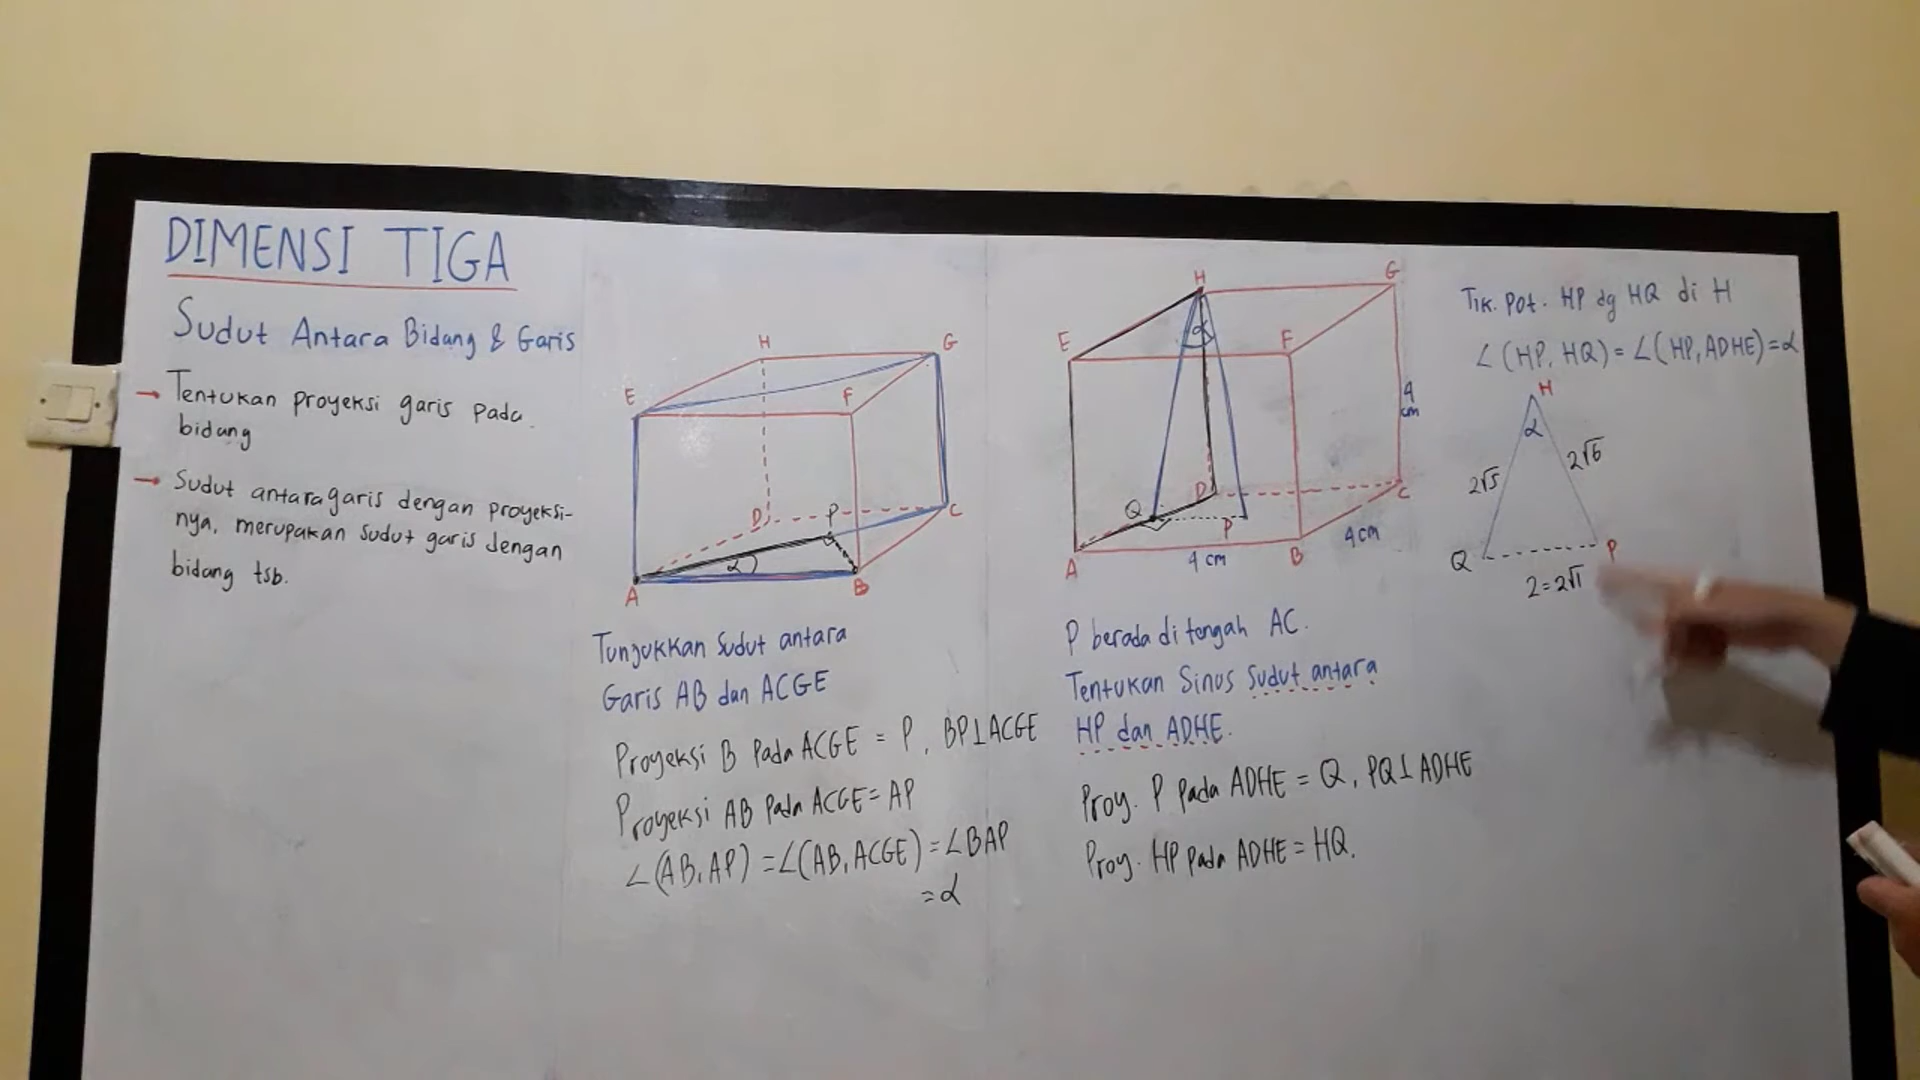 DIMENSI TIGA
Sudut Antara Bidang & Garis
→ Tentukan proyeksi garis pada
bidang
→ Sudut antara garis dengan proyeksi-
nya, merupakan sudut garis dengan
bidang tsb.
H
G
E
F
D
P
C
α
A
B
Tunjukkan sudut antara
Garis AB dan ACGE
Proyeksi B Pada ACGE = P, BP⊥ACGE
Proyeksi AB Pada ACGE = AP
∠(AB, AP) = ∠(AB, ACGE) = ∠BAP
= α
H
G
α
E
F
4
cm
D
C
Q
P
4 cm
A
4 cm
B
P berada di tengah AC.
Tentukan Sinus Sudut antara
HP dan ADHE.
Proy. P pada ADHE = Q, PQ⊥ADHE
Proy. HP pada ADHE = HQ.
Tik. Pot. HP dg HQ di H
∠(HP, HQ) = ∠(HP, ADHE) = α
H
α
2√5
2√6
Q
P
2=2√1